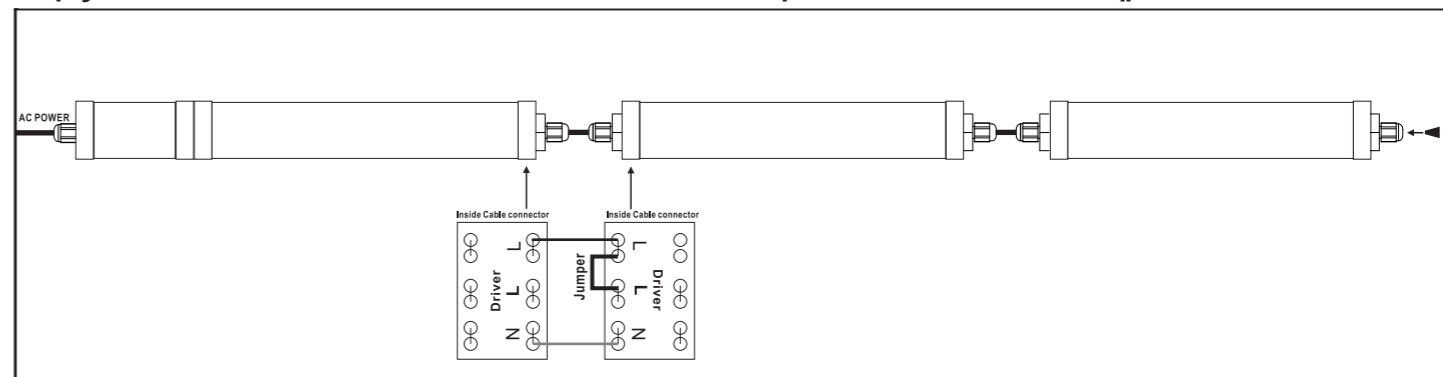 AC POWER
Inside Cable connector
Inside Cable connector
L
Driver
L
N
Jumper
L
Driver
L
N